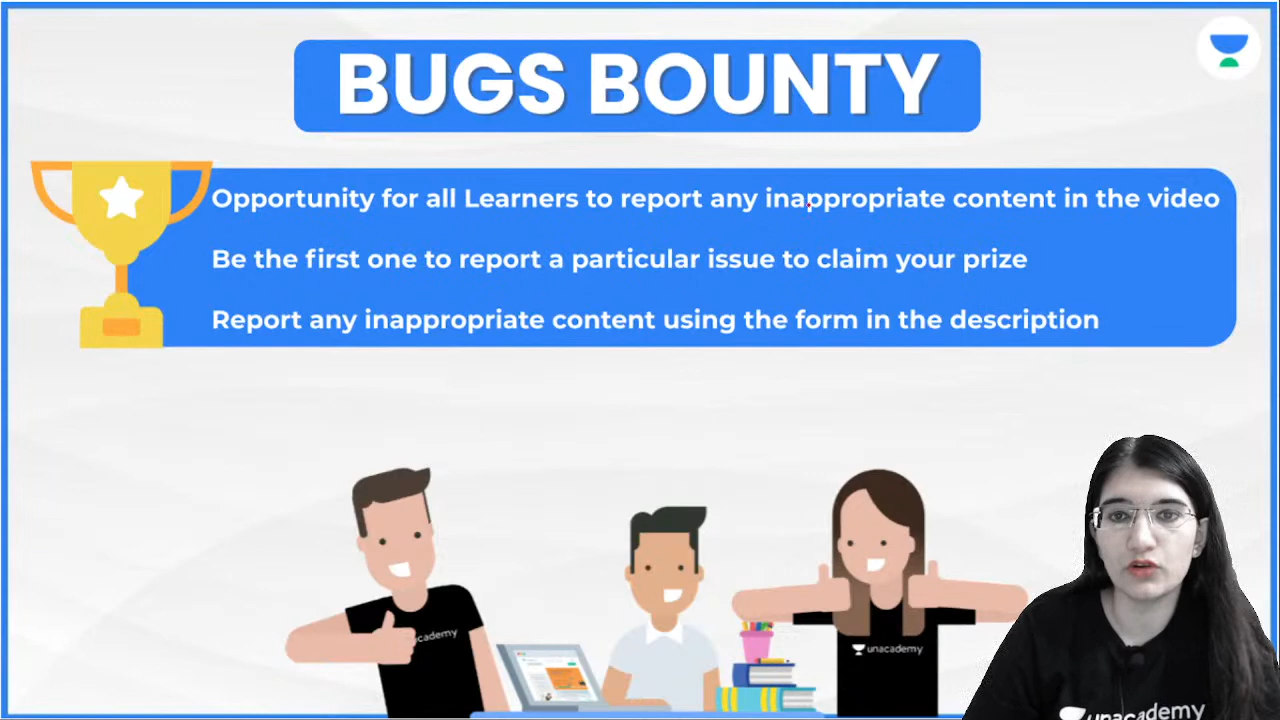 BUGS BOUNTY
Opportunity for all Learners to report any inappropriate content in the video
Be the first one to report a particular issue to claim your prize
Report any inappropriate content using the form in the description
unacademy
unacademy